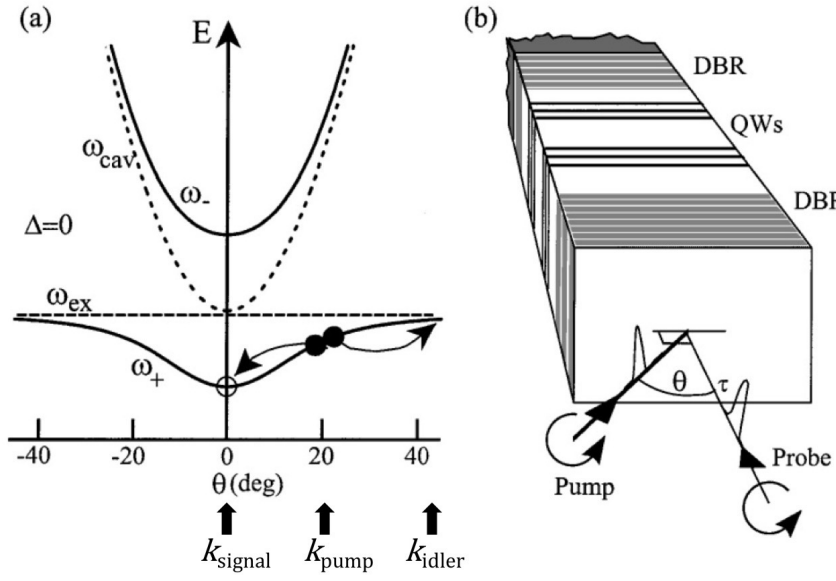 (a)
E
ω_cav
ω_-
Δ=0
ω_ex
ω_+
-40 -20 0 20 40
θ(deg)
k_signal k_pump k_idler
(b)
DBR
QWs
DBR
θ
τ
Pump
Probe